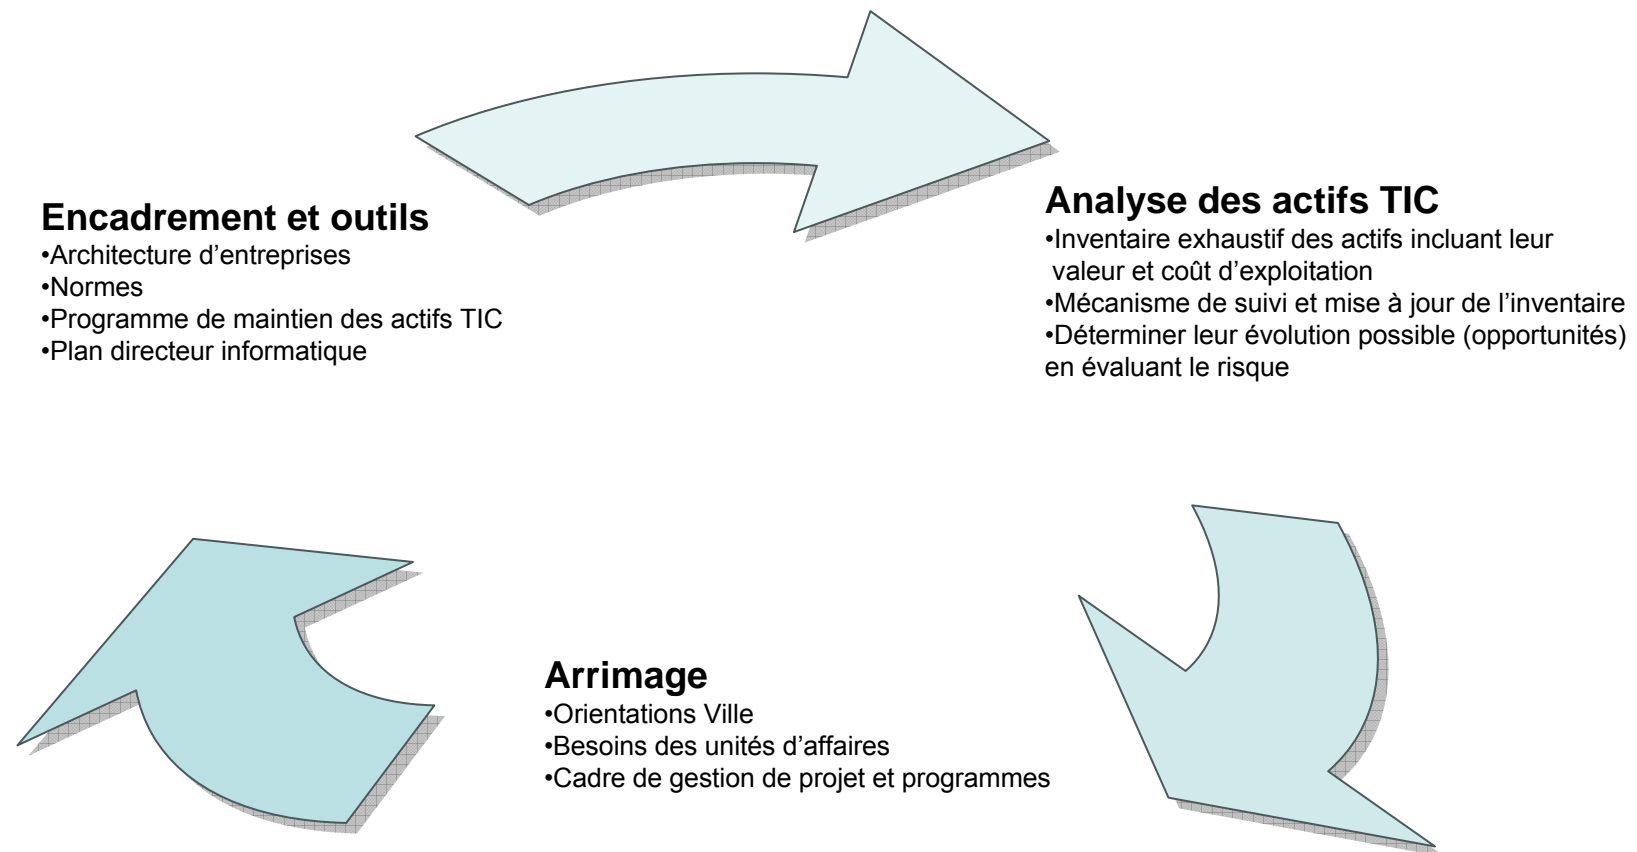 Encadrement et outils
•Architecture d’entreprises
•Normes
•Programme de maintien des actifs TIC
•Plan directeur informatique
Analyse des actifs TIC
•Inventaire exhaustif des actifs incluant leur
valeur et coût d’exploitation
•Mécanisme de suivi et mise à jour de l’inventaire
•Déterminer leur évolution possible (opportunités)
en évaluant le risque
Arrimage
•Orientations Ville
•Besoins des unités d’affaires
•Cadre de gestion de projet et programmes